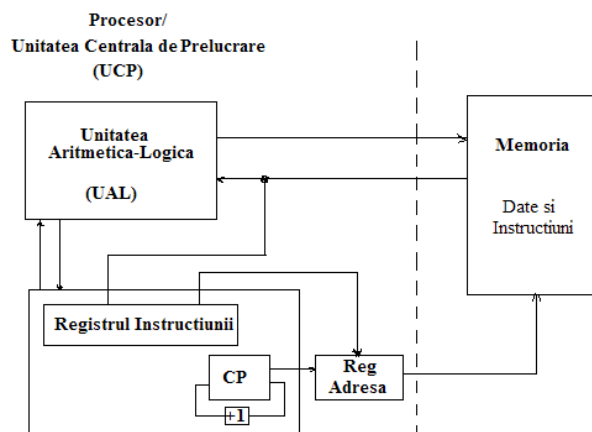 Procesor/
Unitatea Centrala de Prelucrare
(UCP)
Unitatea
Aritmetica-Logica
(UAL)
Memoria
Date si
Instructiuni
Registrul Instructiunii
CP
+1
Reg
Adresa